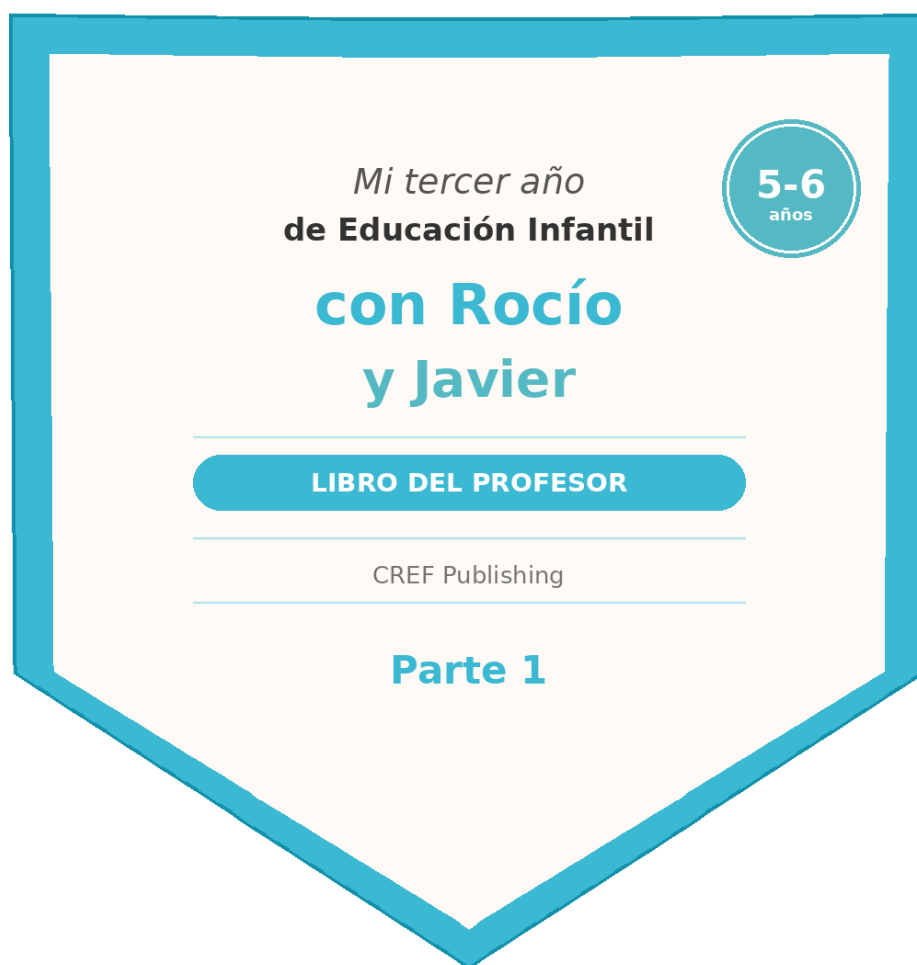 Mi tercer año
5-6
años
de Educación Infantil
con Rocío
y Javier
LIBRO DEL PROFESOR
CREF Publishing
Parte 1